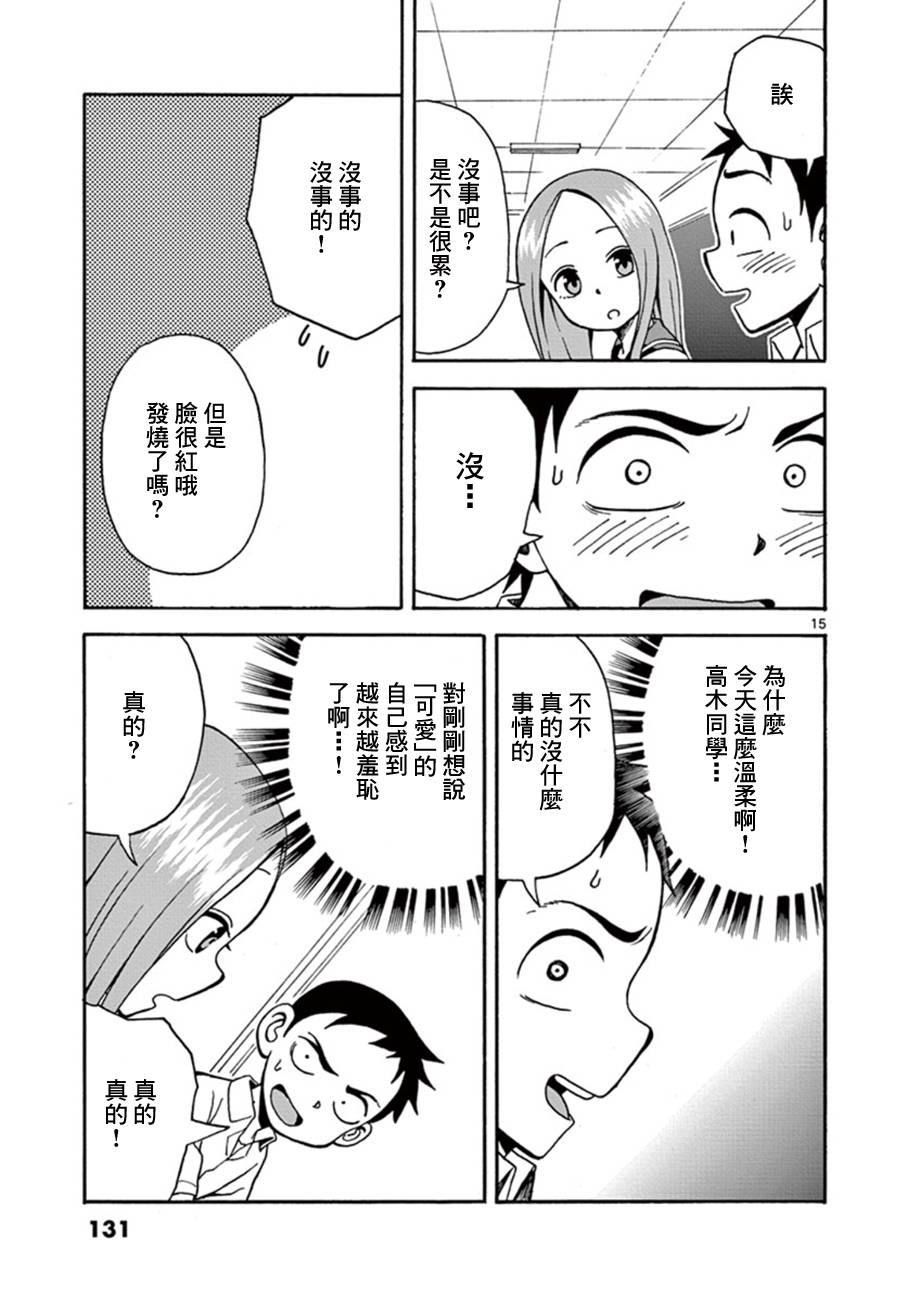 誒
沒事吧？
是不是很累？
沒…
沒事的
沒事的！
但是
臉很紅哦
發燒了嗎？
15
為什麼
今天這麼溫柔啊！
高木同學…
不不
真的沒什麼
事情的
對剛剛想說
「可愛」的
自己感到
越來越羞恥
了啊…！
真的？
真的
真的！
131